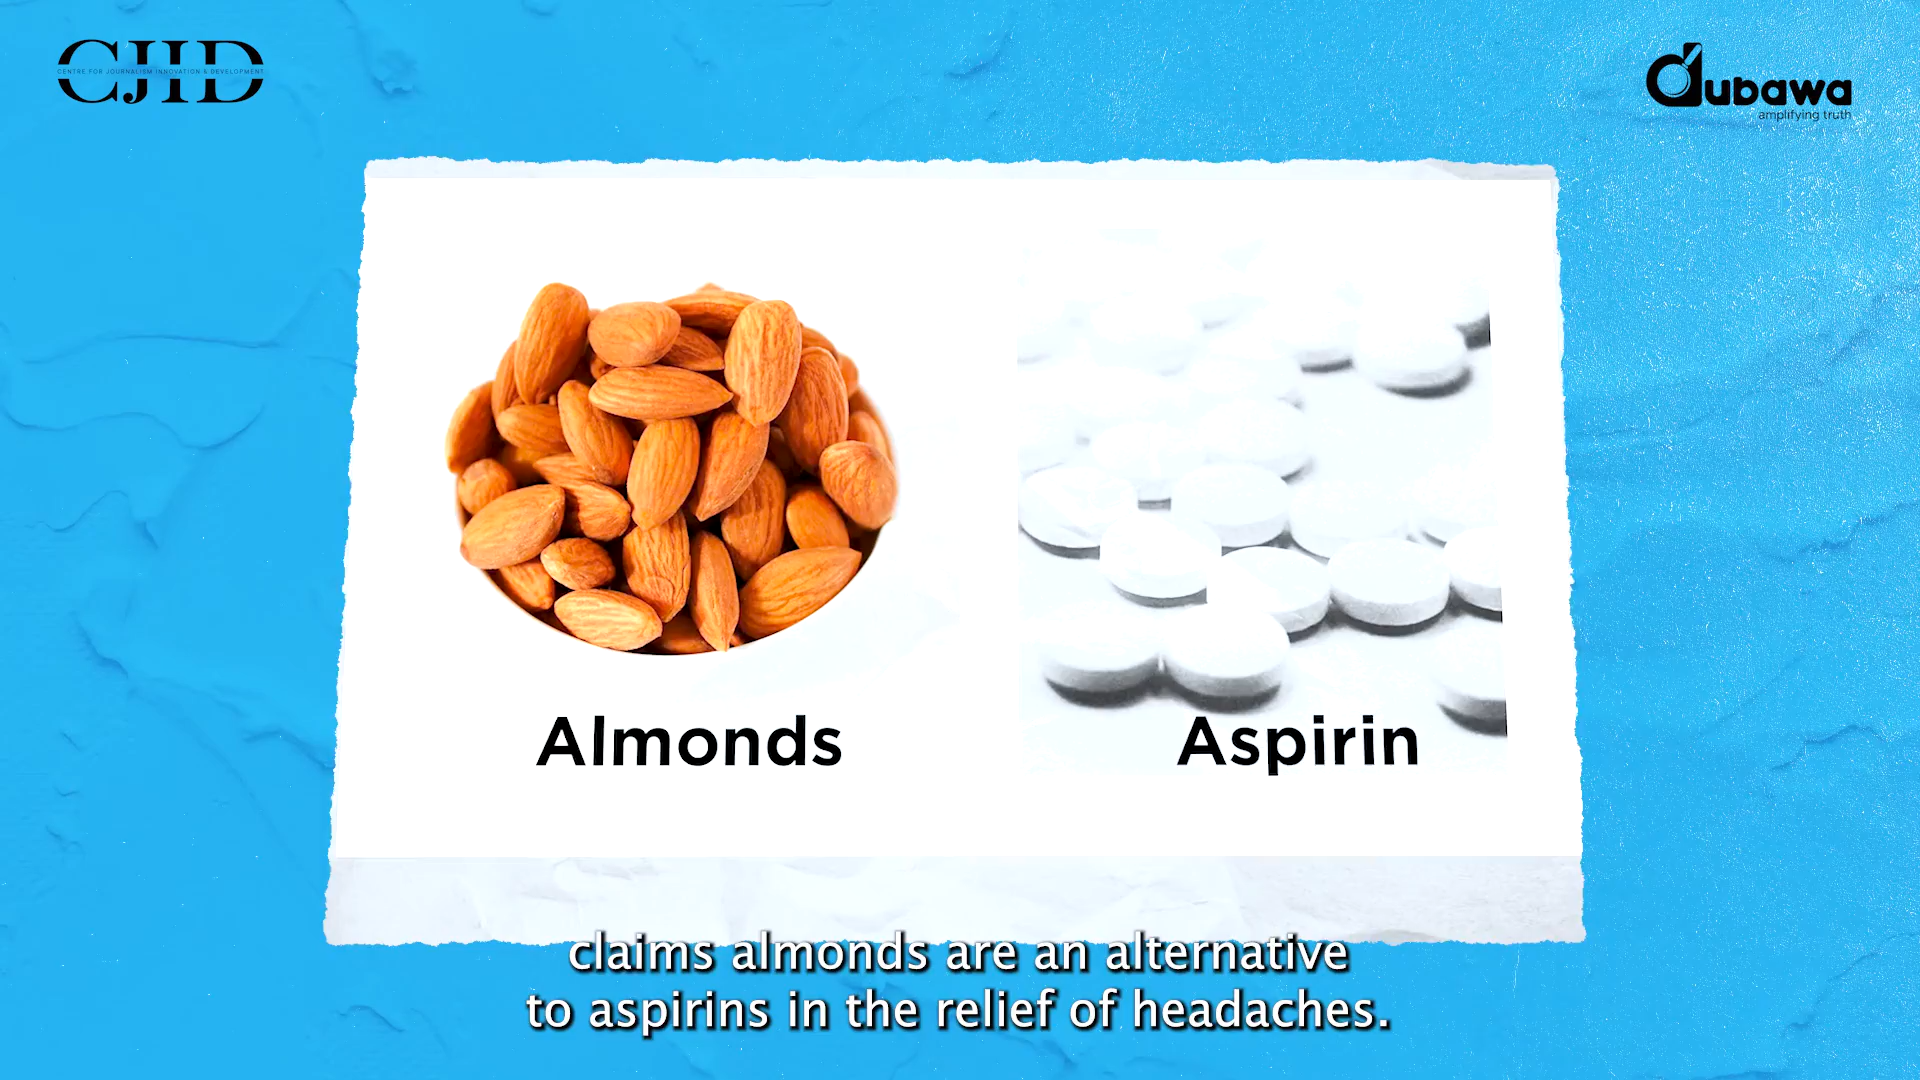 CJID
CENTRE FOR JOURNALISM INNOVATION & DEVELOPMENT
dubawa
amplifying truth
Almonds
Aspirin
claims almonds are an alternative
to aspirins in the relief of headaches.